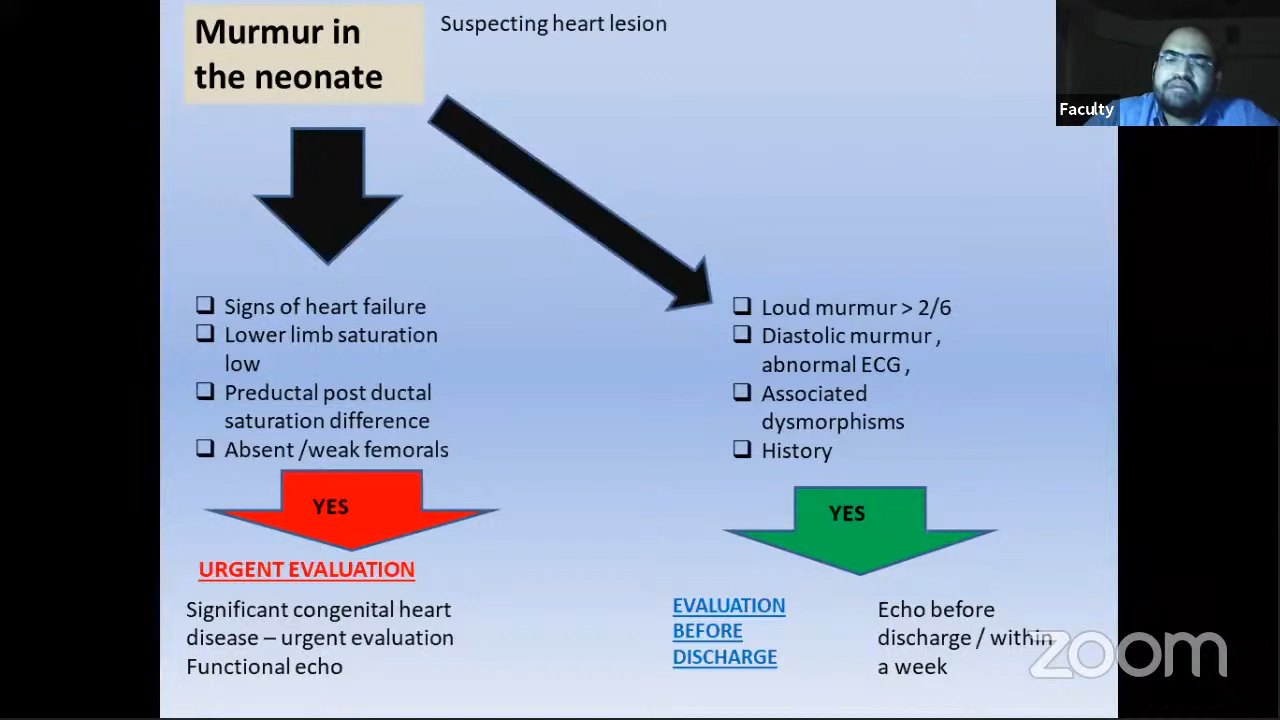 Murmur in
the neonate
Suspecting heart lesion
Faculty
❑ Signs of heart failure
❑ Lower limb saturation
low
❑ Preductal post ductal
saturation difference
❑ Absent /weak femorals
YES
URGENT EVALUATION
Significant congenital heart
disease – urgent evaluation
Functional echo
❑ Loud murmur > 2/6
❑ Diastolic murmur ,
abnormal ECG ,
❑ Associated
dysmorphisms
❑ History
YES
EVALUATION
BEFORE
DISCHARGE
Echo before
discharge / within
a week
zoom